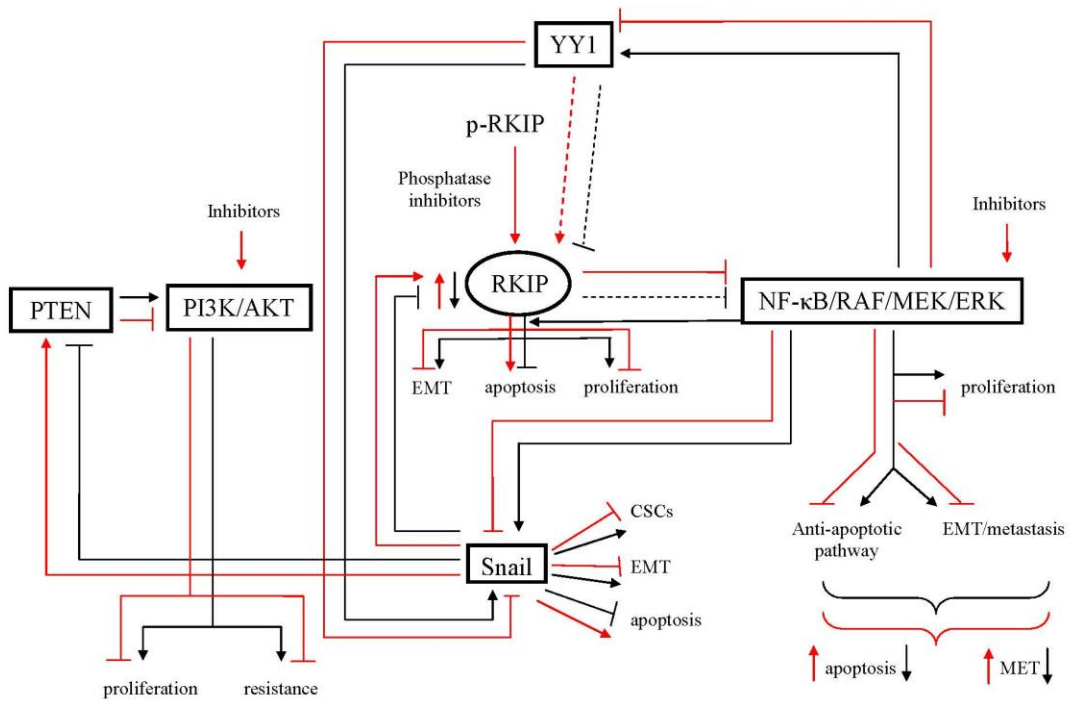 YY1
p-RKIP
Phosphatase
inhibitors
Inhibitors
Inhibitors
PTEN
PI3K/AKT
RKIP
NF-κB/RAF/MEK/ERK
EMT
apoptosis
proliferation
proliferation
CSCs
Anti-apoptotic
pathway
EMT/metastasis
Snail
EMT
apoptosis
proliferation
resistance
apoptosis
MET